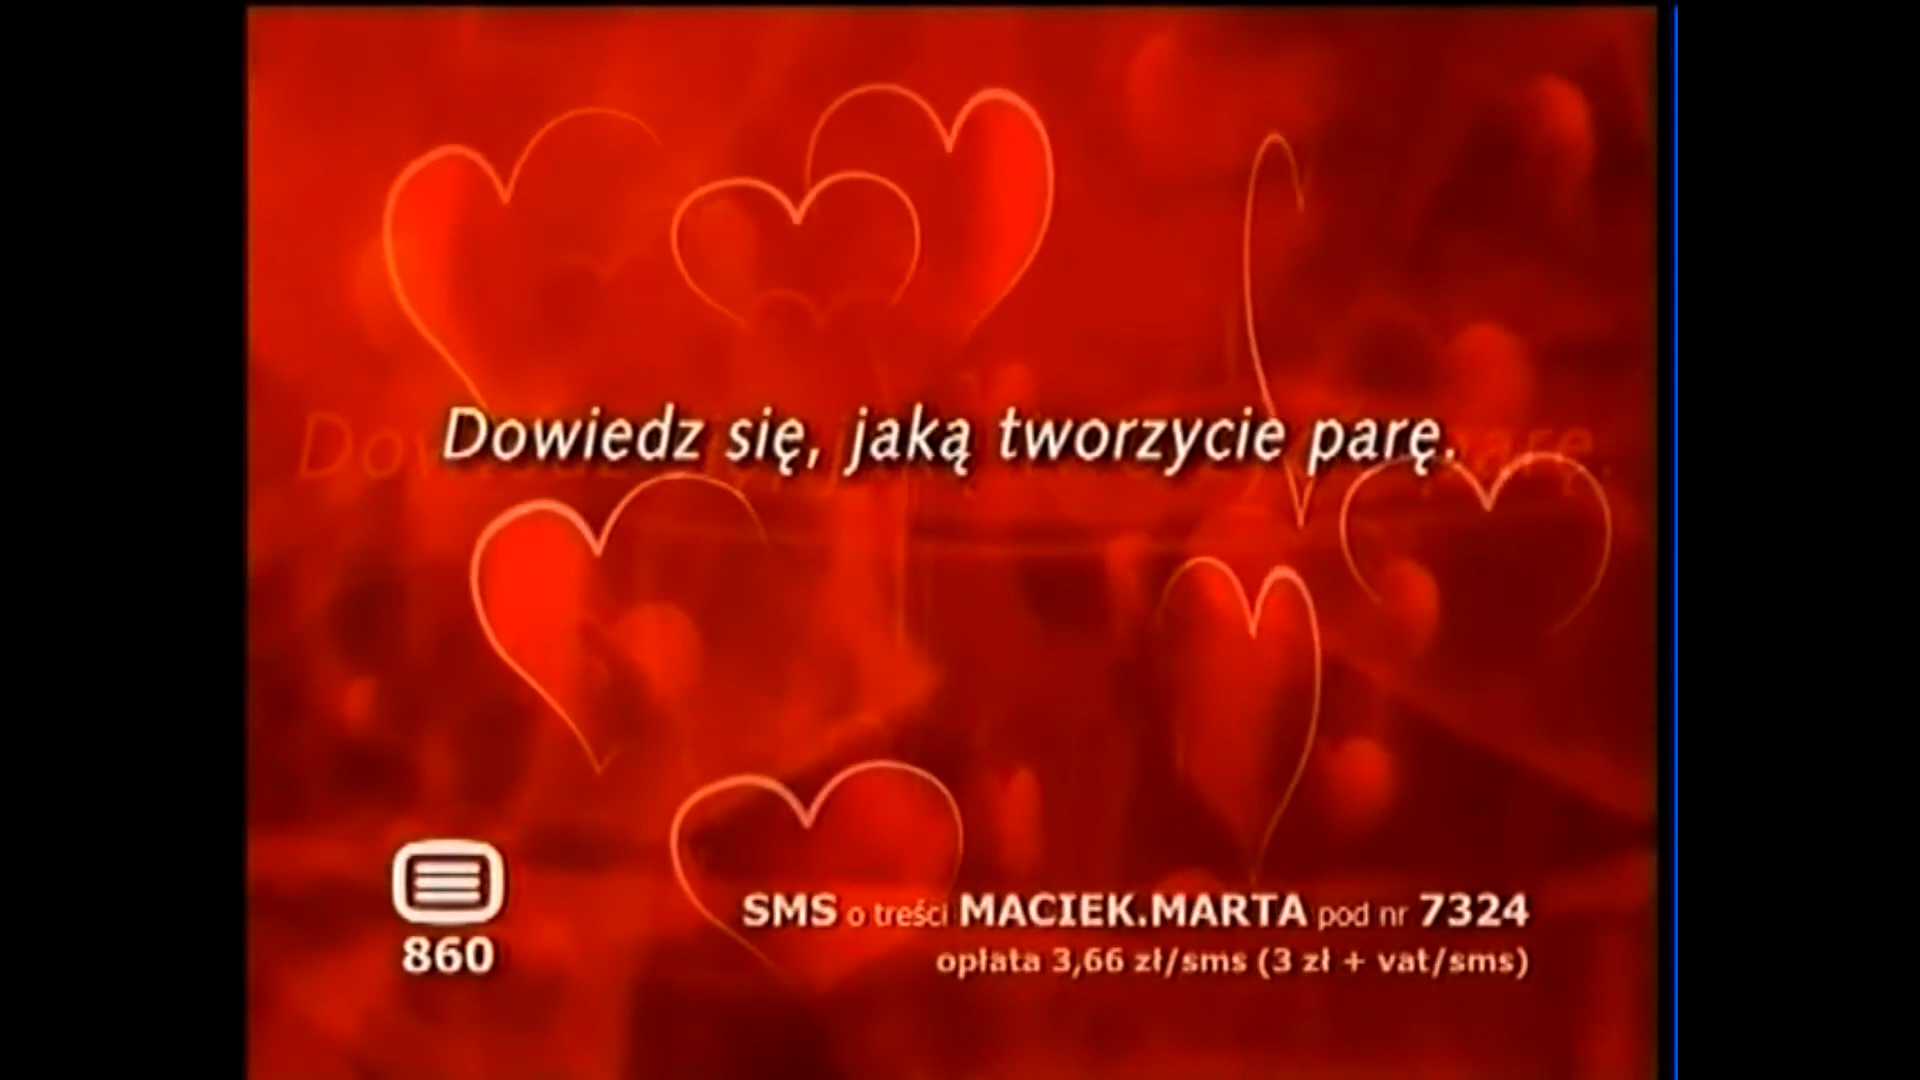 Dowiedz się, jaką tworzycie parę.
SMS o treści MACIEK.MARTA pod nr 7324
opłata 3,66 zł/sms (3 zł + vat/sms)
860